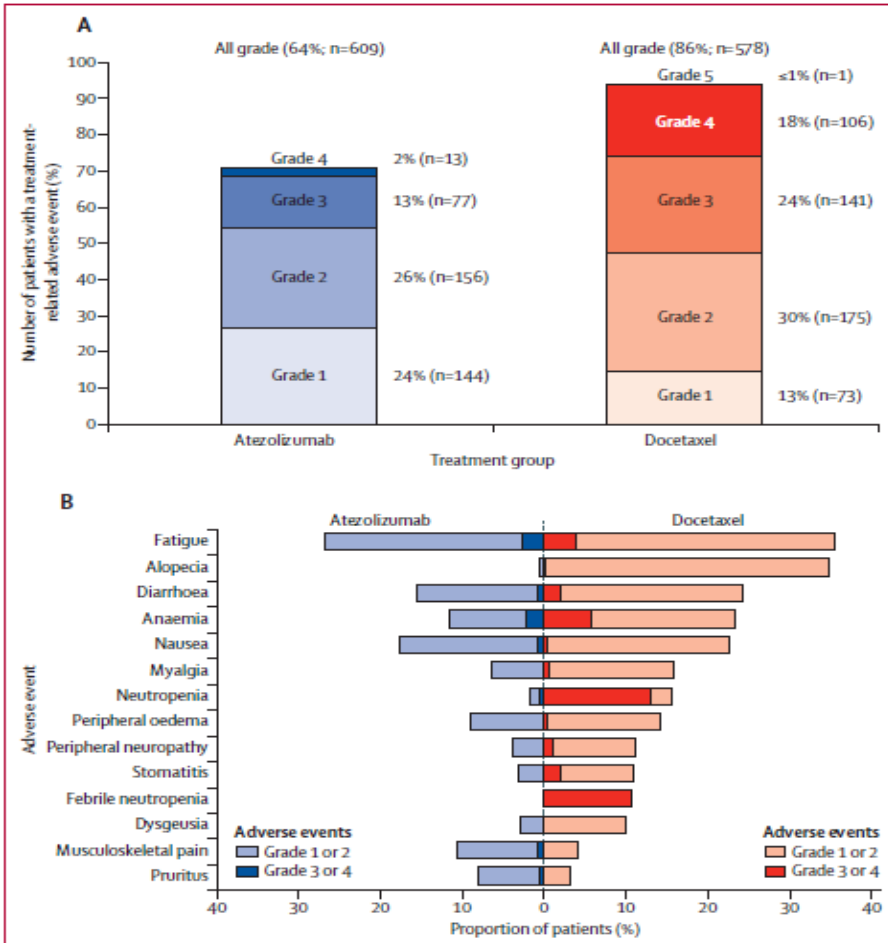 A
All grade (64%; n=609)
All grade (86%; n=578)
Number of patients with a treatment-
related adverse event (%)
100
90
80
70
60
50
40
30
20
10
0
Grade 4
2% (n=13)
Grade 3
13% (n=77)
Grade 2
26% (n=156)
Grade 1
24% (n=144)
Grade 5
≤1% (n=1)
Grade 4
18% (n=106)
Grade 3
24% (n=141)
Grade 2
30% (n=175)
Grade 1
13% (n=73)
Atezolizumab
Docetaxel
Treatment group
B
Atezolizumab
Docetaxel
Adverse event
Fatigue
Alopecia
Diarrhoea
Anaemia
Nausea
Myalgia
Neutropenia
Peripheral oedema
Peripheral neuropathy
Stomatitis
Febrile neutropenia
Dysgeusia
Musculoskeletal pain
Pruritus
Adverse events
Grade 1 or 2
Grade 3 or 4
Adverse events
Grade 1 or 2
Grade 3 or 4
40 30 20 10 0 10 20 30 40
Proportion of patients (%)